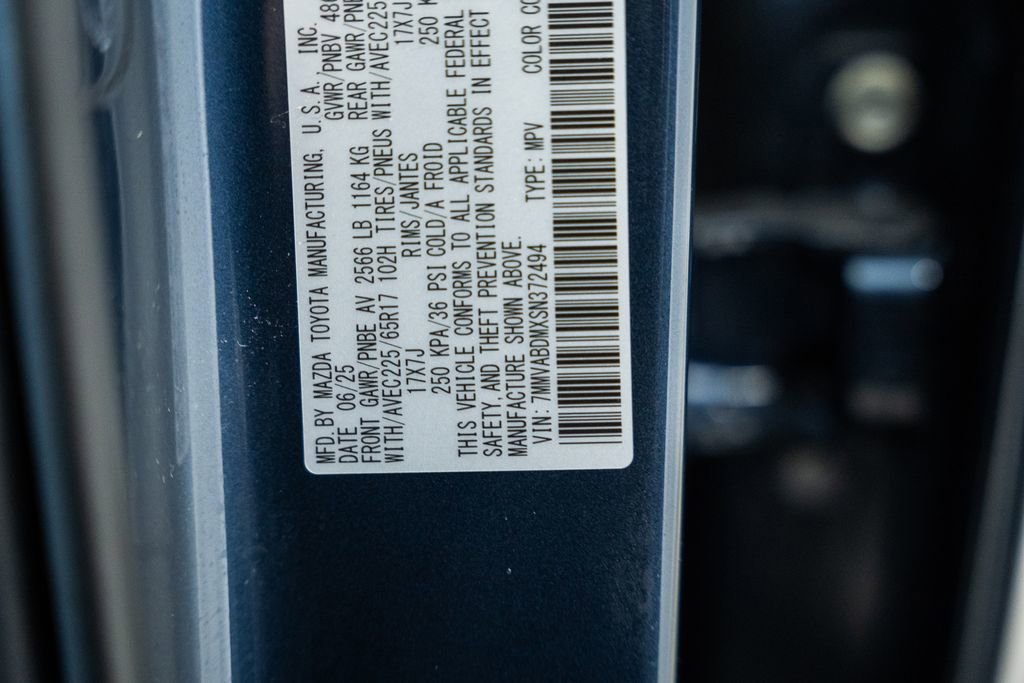 MFD. BY MAZDA TOYOTA MANUFACTURING, U.S.A., INC.
DATE 06/25 GVWR/PNBV
FRONT GAWR/PNBE AV 2566 LB 1164 KG REAR GAWR/
WITH/AVEC225/65R17 102H TIRES/PNEUS WITH/AVEC225
17X7J RIMS/JANTES 17X7J
250 KPA/36 PSI COLD/A FROID 250
THIS VEHICLE CONFORMS TO ALL APPLICABLE FEDERAL
SAFETY, AND THEFT PREVENTION STANDARDS IN EFFECT
MANUFACTURE SHOWN ABOVE.
VIN: 7MMVABDMXSN372494 TYPE: MPV COLOR